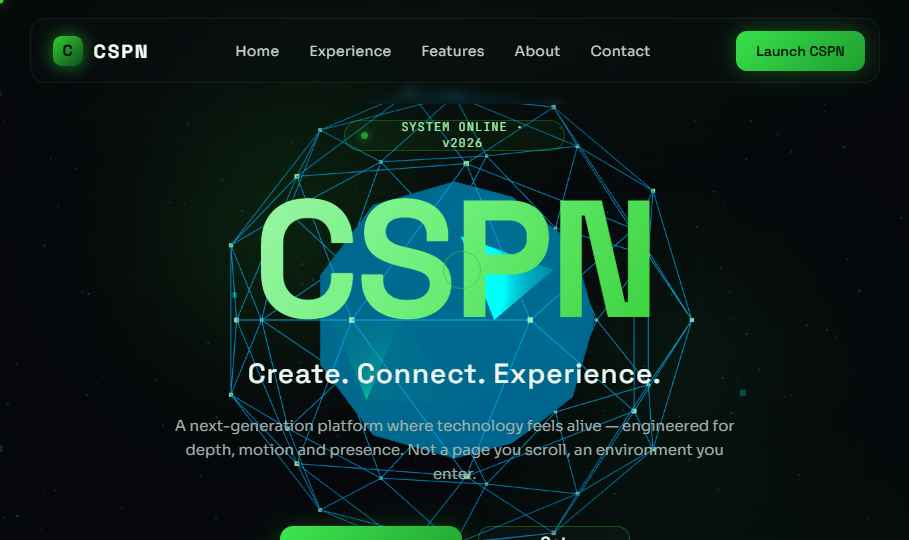 C CSPN Home Experience Features About Contact Launch CSPN
SYSTEM ONLINE •
v2026
CSPN
Create. Connect. Experience.
A next-generation platform where technology feels alive — engineered for
depth, motion and presence. Not a page you scroll, an environment you
enter.